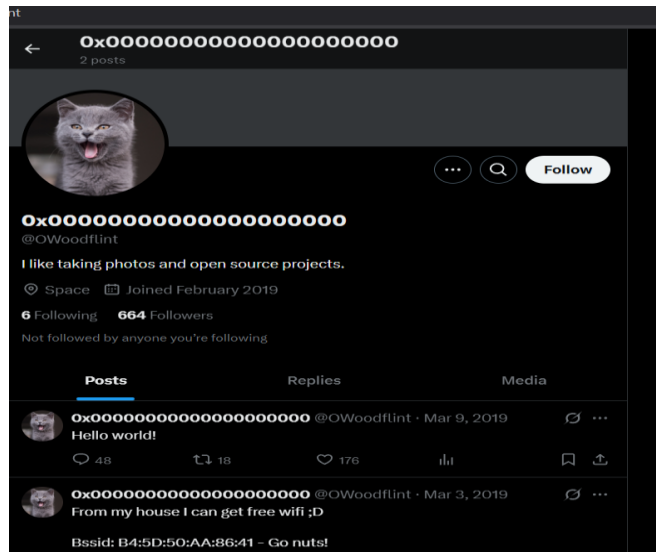 nt
0x00000000000000000000
2 posts
Follow
0x00000000000000000000
@OWoodflint
I like taking photos and open source projects.
Space Joined February 2019
6 Following 664 Followers
Not followed by anyone you're following
Posts Replies Media
0x00000000000000000000 @OWoodflint · Mar 9, 2019
Hello world!
48 18 176
0x00000000000000000000 @OWoodflint · Mar 3, 2019
From my house I can get free wifi ;D
Bssid: B4:5D:50:AA:86:41 - Go nuts!